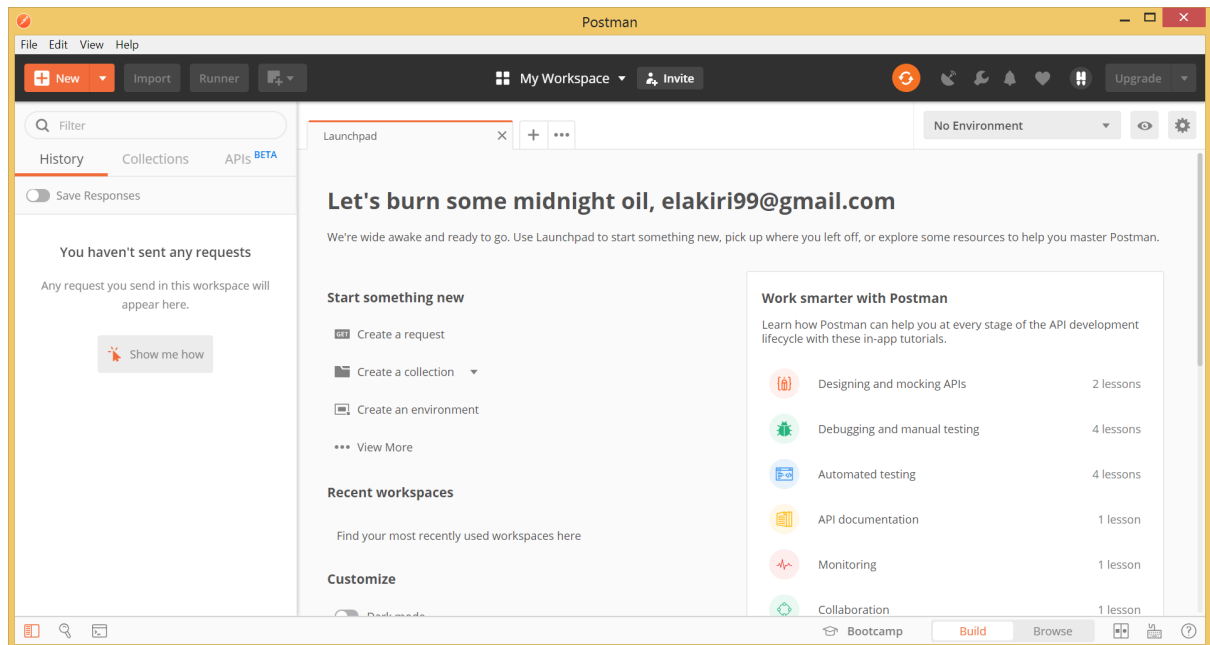 Postman
File Edit View Help
New Import Runner My Workspace Invite Upgrade
Filter
History Collections APIs BETA
Save Responses
You haven't sent any requests
Any request you send in this workspace will
appear here.
Show me how
Launchpad
No Environment
Let's burn some midnight oil, elakiri99@gmail.com
We're wide awake and ready to go. Use Launchpad to start something new, pick up where you left off, or explore some resources to help you master Postman.
Start something new
GET Create a request
Create a collection
Create an environment
View More
Recent workspaces
Find your most recently used workspaces here
Customize
Dark mode
Work smarter with Postman
Learn how Postman can help you at every stage of the API development
lifecycle with these in-app tutorials.
Designing and mocking APIs 2 lessons
Debugging and manual testing 4 lessons
Automated testing 4 lessons
API documentation 1 lesson
Monitoring 1 lesson
Collaboration 1 lesson
Bootcamp Build Browse